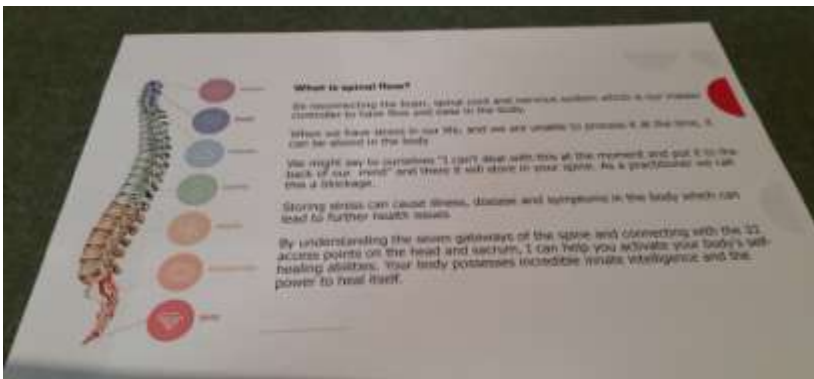 What is spinal flow?
By reconnecting the brain, spinal cord and nervous system which is our master
controller to have flow and ease in the body.
When we have stress in our life, and we are unable to process it at the time, it
can be stored in the body
We might say to ourselves "I can't deal with this at the moment and put it to the
back of our mind" and there it will store in your spine. As a practitioner we call
this a blockage.
Storing stress can cause illness, disease and symptoms in the body which can
lead to further health issues
By understanding the seven gateways of the spine and connecting with the 33
access points on the head and sacrum, I can help you activate your body's self-
healing abilities. Your body possesses incredible innate intelligence and the
power to heal itself.